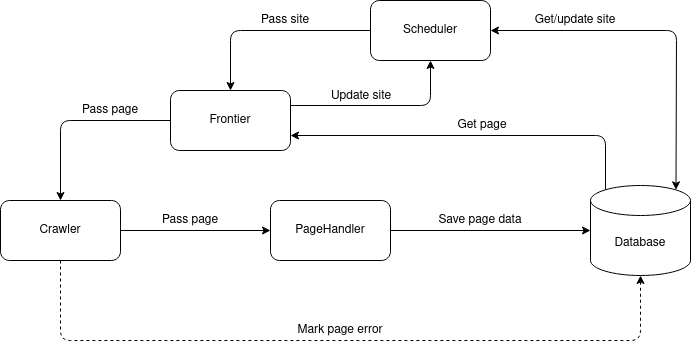 Pass site
Scheduler
Get/update site
Update site
Pass page
Frontier
Get page
Crawler
Pass page
PageHandler
Save page data
Database
Mark page error